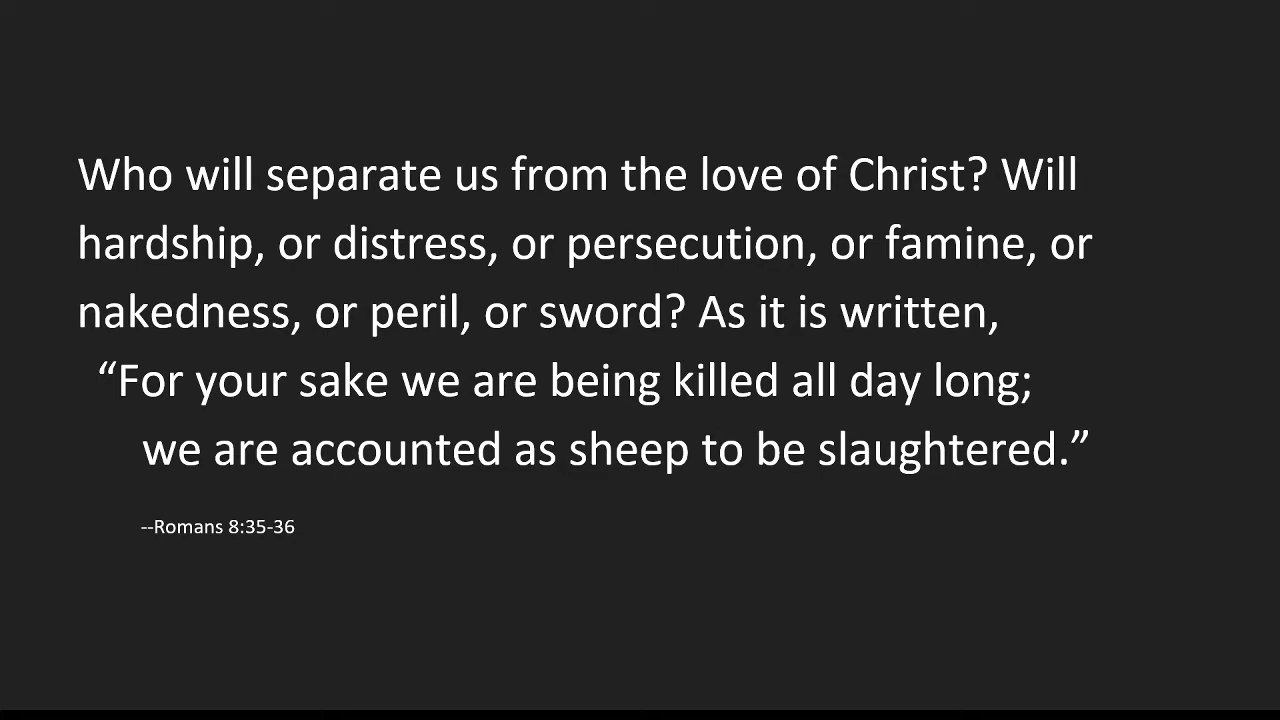 Who will separate us from the love of Christ? Will
hardship, or distress, or persecution, or famine, or
nakedness, or peril, or sword? As it is written,
“For your sake we are being killed all day long;
we are accounted as sheep to be slaughtered.”
--Romans 8:35-36